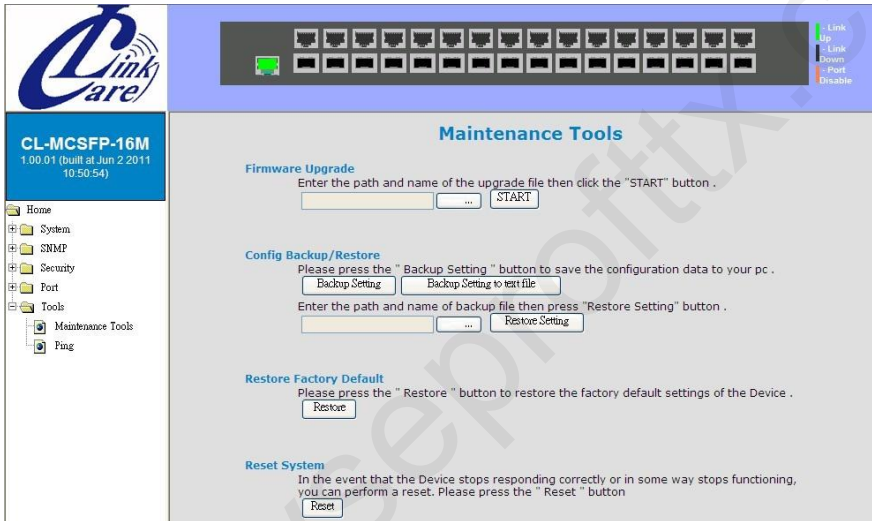 Link
Care
- Link
Up
- Link
Down
- Port
Disable
CL-MCSFP-16M
1.00.01 (built at Jun 2 2011
10:50:54)
Home
System
SNMP
Security
Port
Tools
Maintenance Tools
Ping
Maintenance Tools
Firmware Upgrade
Enter the path and name of the upgrade file then click the "START" button .
... START
Config Backup/Restore
Please press the " Backup Setting " button to save the configuration data to your pc .
Backup Setting Backup Setting to text file
Enter the path and name of backup file then press "Restore Setting" button .
... Restore Setting
Restore Factory Default
Please press the " Restore " button to restore the factory default settings of the Device .
Restore
Reset System
In the event that the Device stops responding correctly or in some way stops functioning,
you can perform a reset. Please press the " Reset " button
Reset